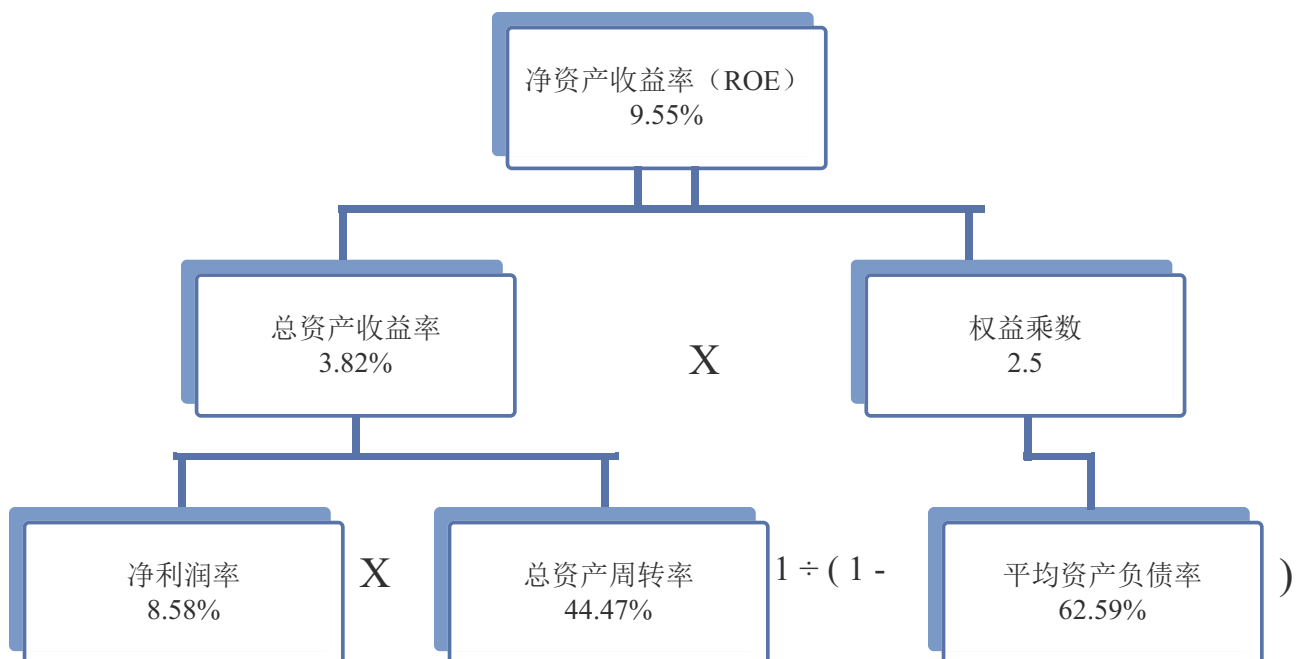 净资产收益率（ROE）
9.55%
总资产收益率
3.82%
X
权益乘数
2.5
净利润率
8.58%
X
总资产周转率
44.47%
1 ÷ ( 1 -
平均资产负债率
62.59%
)